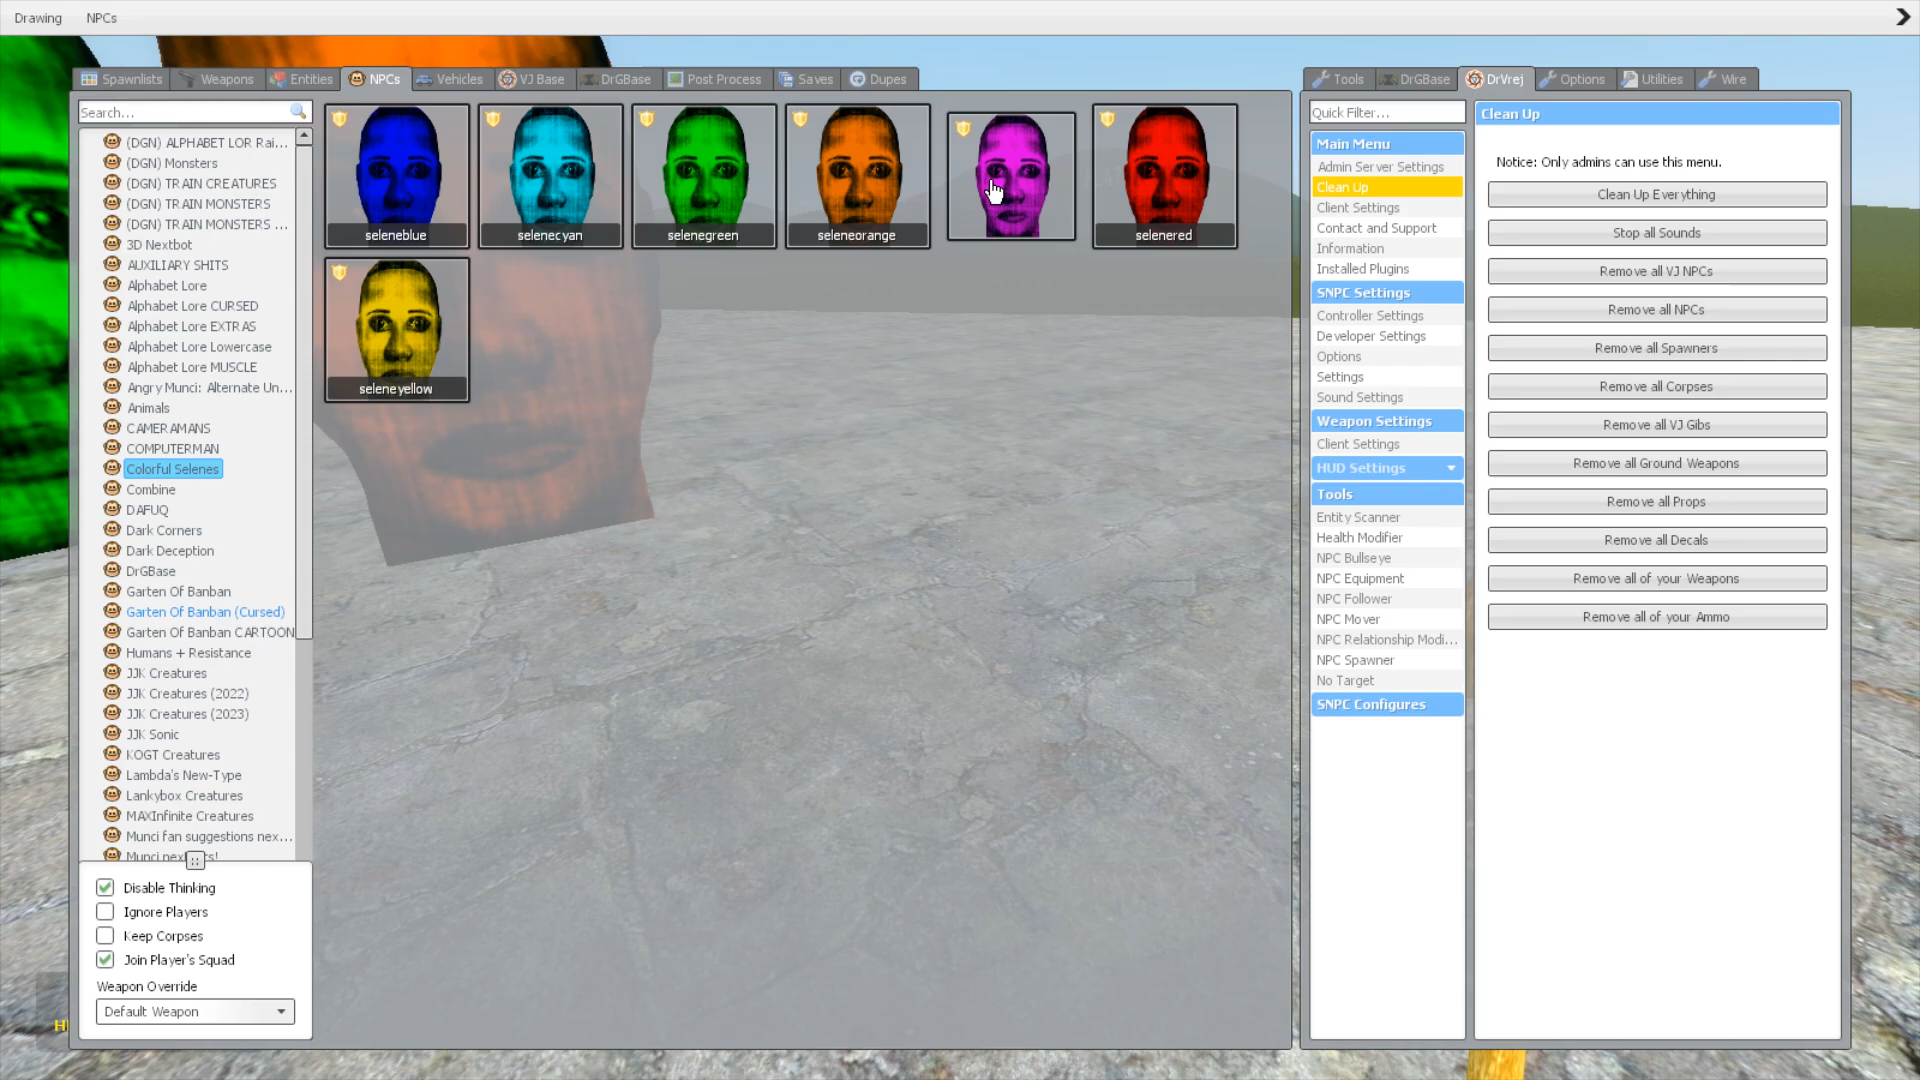 Drawing NPCs
Spawnlists Weapons Entities NPCs Vehicles VJ Base DrGBase Post Process Saves Dupes
Search...
(DGN) ALPHABET LOR Rai...
(DGN) Monsters
(DGN) TRAIN CREATURES
(DGN) TRAIN MONSTERS
(DGN) TRAIN MONSTERS ...
3D Nextbot
AUXILIARY SHITS
Alphabet Lore
Alphabet Lore CURSED
Alphabet Lore EXTRAS
Alphabet Lore Lowercase
Alphabet Lore MUSCLE
Angry Munci: Alternate Un...
Animals
CAMERAMANS
COMPUTERMAN
Colorful Selenes
Combine
DAFUQ
Dark Corners
Dark Deception
DrGBase
Garten Of Banban
Garten Of Banban (Cursed)
Garten Of Banban CARTOON
Humans + Resistance
JJK Creatures
JJK Creatures (2022)
JJK Creatures (2023)
JJK Sonic
KOGT Creatures
Lambda's New-Type
Lankybox Creatures
MAXInfinite Creatures
Munci fan suggestions nex...
Disable Thinking
Ignore Players
Keep Corpses
Join Player's Squad
Weapon Override
Default Weapon
seleneblue selenecyan selenegreen seleneorange selenered
seleneyellow
Tools DrGBase DrVrej Options Utilities Wire
Quick Filter...
Main Menu
Admin Server Settings
Clean Up
Client Settings
Contact and Support
Information
Installed Plugins
SNPC Settings
Controller Settings
Developer Settings
Options
Settings
Sound Settings
Weapon Settings
Client Settings
HUD Settings
Tools
Entity Scanner
Health Modifier
NPC Bullseye
NPC Equipment
NPC Follower
NPC Mover
NPC Relationship Modi...
NPC Spawner
No Target
SNPC Configures
Clean Up
Notice: Only admins can use this menu.
Clean Up Everything
Stop all Sounds
Remove all VJ NPCs
Remove all NPCs
Remove all Spawners
Remove all Corpses
Remove all VJ Gibs
Remove all Ground Weapons
Remove all Props
Remove all Decals
Remove all of your Weapons
Remove all of your Ammo